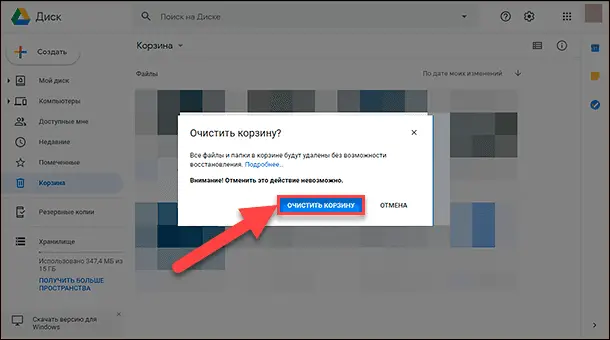 Диск
Поиск на Диске
Создать
Корзина
Файлы
По дате моих изменений
Мой диск
Компьютеры
Доступные мне
Недавние
Помеченные
Корзина
Резервные копии
Хранилище
Использовано 347,4 МБ из
15 ГБ
ПОЛУЧИТЬ БОЛЬШЕ
ПРОСТРАНСТВА
Скачать версию для
Windows
Очистить корзину?
Все файлы и папки в корзине будут удалены без возможности
восстановления. Подробнее…
Внимание! Отменить это действие невозможно.
ОЧИСТИТЬ КОРЗИНУ
ОТМЕНА